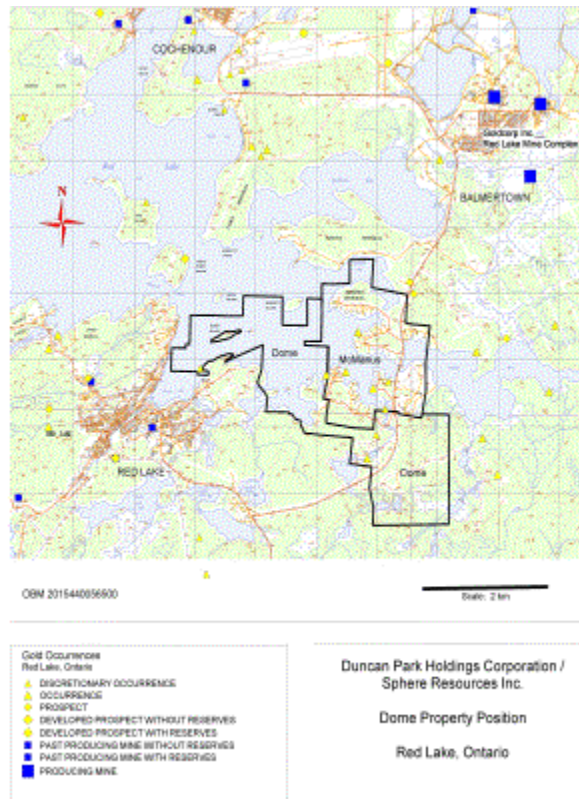 COCHENOUR
Goldcorp Inc.
Red Lake Mine Complex
BALMERTOWN
N
Dome
McManus
RED LAKE
Dome
OBM 2015440056500
Scale: 2 km
Gold Occurrences
Red Lake, Ontario
DISCRETIONARY OCCURRENCE
OCCURRENCE
PROSPECT
DEVELOPED PROSPECT WITHOUT RESERVES
DEVELOPED PROSPECT WITH RESERVES
PAST PRODUCING MINE WITHOUT RESERVES
PAST PRODUCING MINE WITH RESERVES
PRODUCING MINE
Duncan Park Holdings Corporation /
Sphere Resources Inc.
Dome Property Position
Red Lake, Ontario